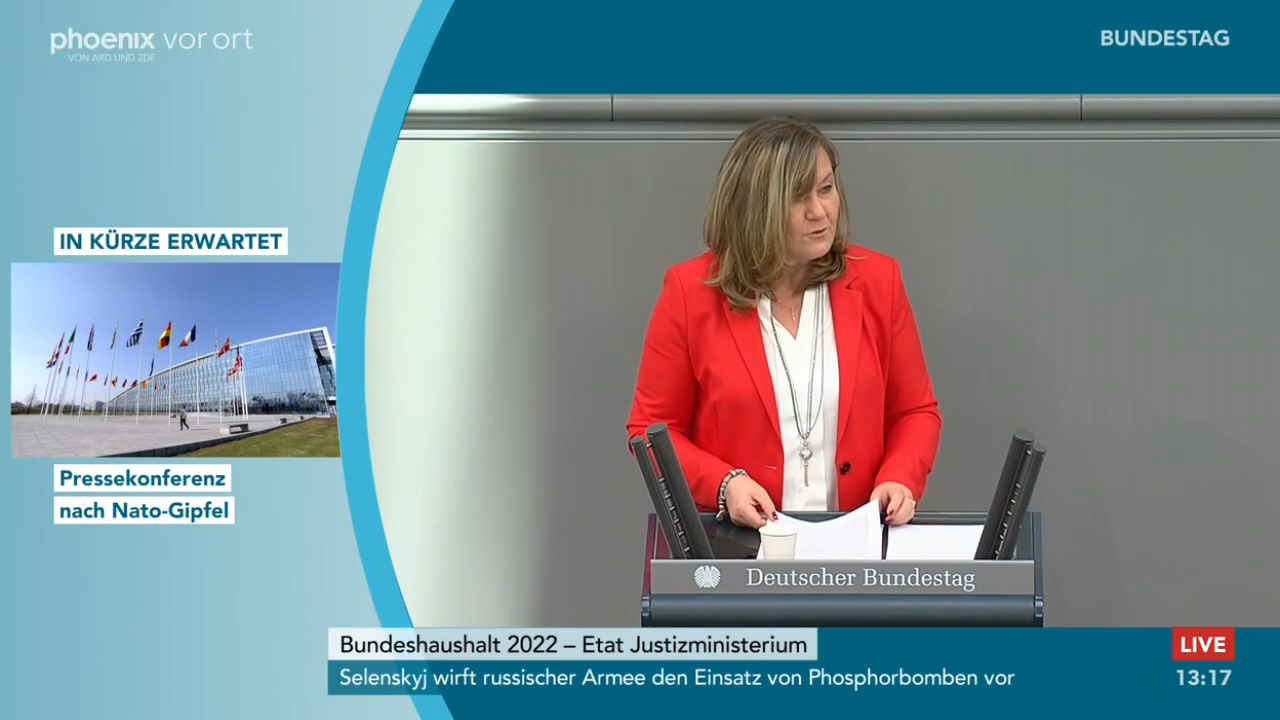 phoenix vor ort
VON ARD UND ZDF
BUNDESTAG
IN KÜRZE ERWARTET
Pressekonferenz
nach Nato-Gipfel
Deutscher Bundestag
Bundeshaushalt 2022 – Etat Justizministerium
LIVE
Selenskyj wirft russischer Armee den Einsatz von Phosphorbomben vor
13:17